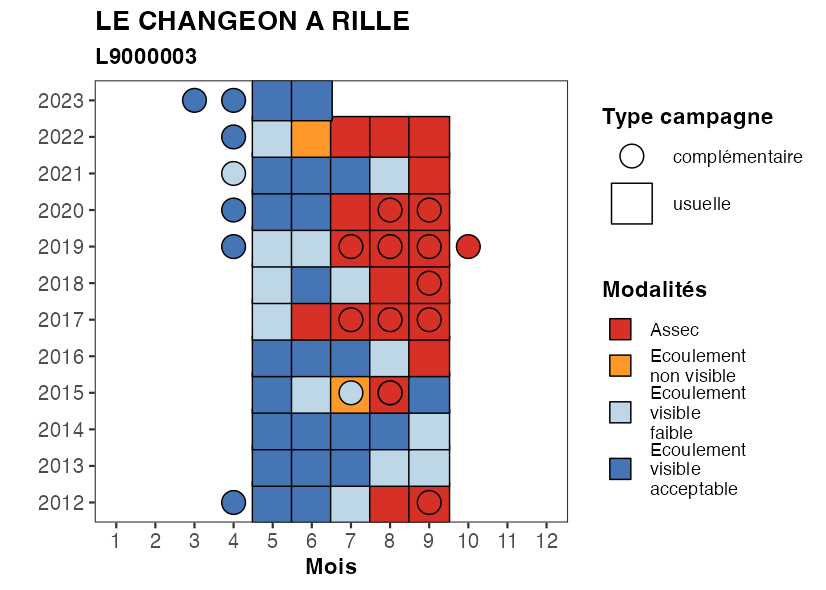 LE CHANGEON A RILLE
L9000003
2023
2022
2021
2020
2019
2018
2017
2016
2015
2014
2013
2012
1 2 3 4 5 6 7 8 9 10 11 12
Mois
Type campagne
complémentaire
usuelle
Modalités
Assec
Ecoulement
non visible
Ecoulement
visible
faible
Ecoulement
visible
acceptable